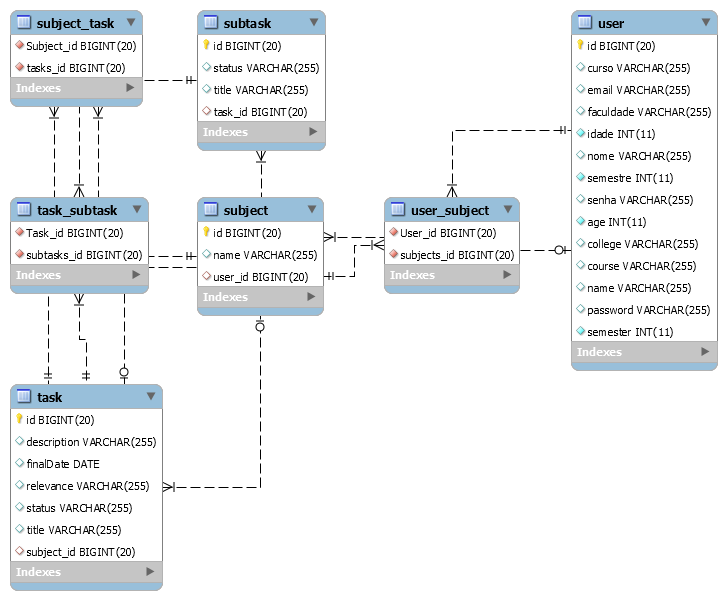 subject_task
Subject_id BIGINT(20)
tasks_id BIGINT(20)
Indexes
subtask
id BIGINT(20)
status VARCHAR(255)
title VARCHAR(255)
task_id BIGINT(20)
Indexes
user
id BIGINT(20)
curso VARCHAR(255)
email VARCHAR(255)
faculdade VARCHAR(255)
idade INT(11)
nome VARCHAR(255)
semestre INT(11)
senha VARCHAR(255)
age INT(11)
college VARCHAR(255)
course VARCHAR(255)
name VARCHAR(255)
password VARCHAR(255)
semester INT(11)
Indexes
task_subtask
Task_id BIGINT(20)
subtasks_id BIGINT(20)
Indexes
subject
id BIGINT(20)
name VARCHAR(255)
user_id BIGINT(20)
Indexes
user_subject
User_id BIGINT(20)
subjects_id BIGINT(20)
Indexes
task
id BIGINT(20)
description VARCHAR(255)
finalDate DATE
relevance VARCHAR(255)
status VARCHAR(255)
title VARCHAR(255)
subject_id BIGINT(20)
Indexes